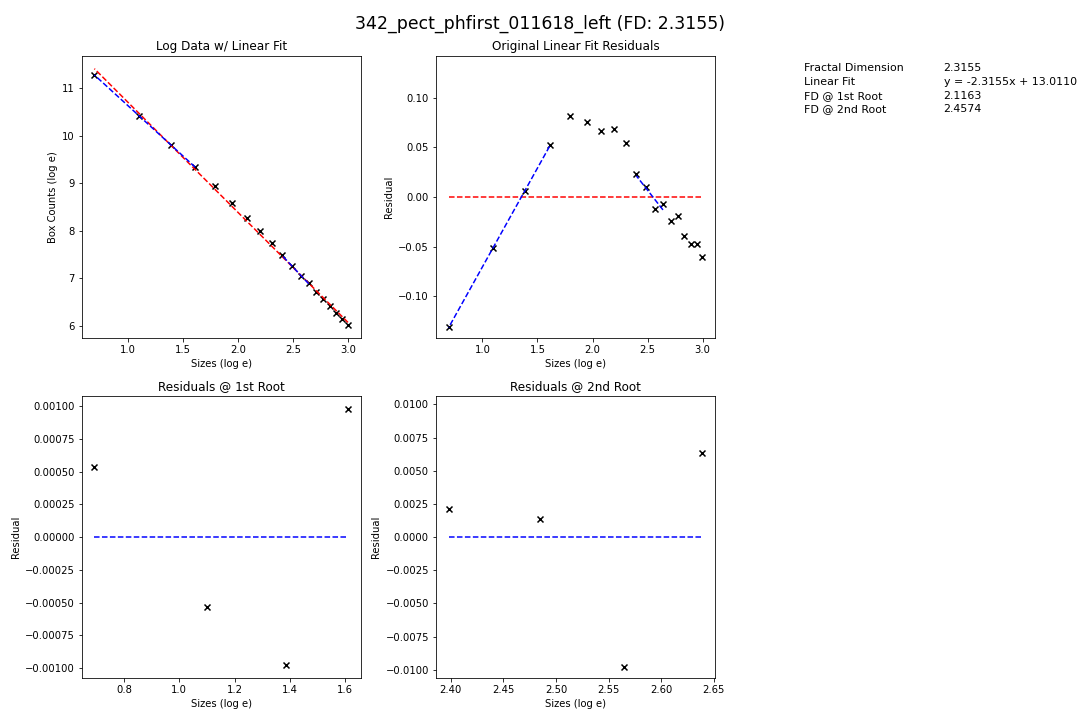 342_pect_phfirst_011618_left (FD: 2.3155)
Log Data w/ Linear Fit
Box Counts (log e)
11
10
9
8
7
6
1.0 1.5 2.0 2.5 3.0
Sizes (log e)
Original Linear Fit Residuals
Residual
0.10
0.05
0.00
−0.05
−0.10
1.0 1.5 2.0 2.5 3.0
Sizes (log e)
Fractal Dimension 2.3155
Linear Fit y = -2.3155x + 13.0110
FD @ 1st Root 2.1163
FD @ 2nd Root 2.4574
Residuals @ 1st Root
Residual
0.00100
0.00075
0.00050
0.00025
0.00000
−0.00025
−0.00050
−0.00075
−0.00100
0.8 1.0 1.2 1.4 1.6
Sizes (log e)
Residuals @ 2nd Root
Residual
0.0100
0.0075
0.0050
0.0025
0.0000
−0.0025
−0.0050
−0.0075
−0.0100
2.40 2.45 2.50 2.55 2.60 2.65
Sizes (log e)